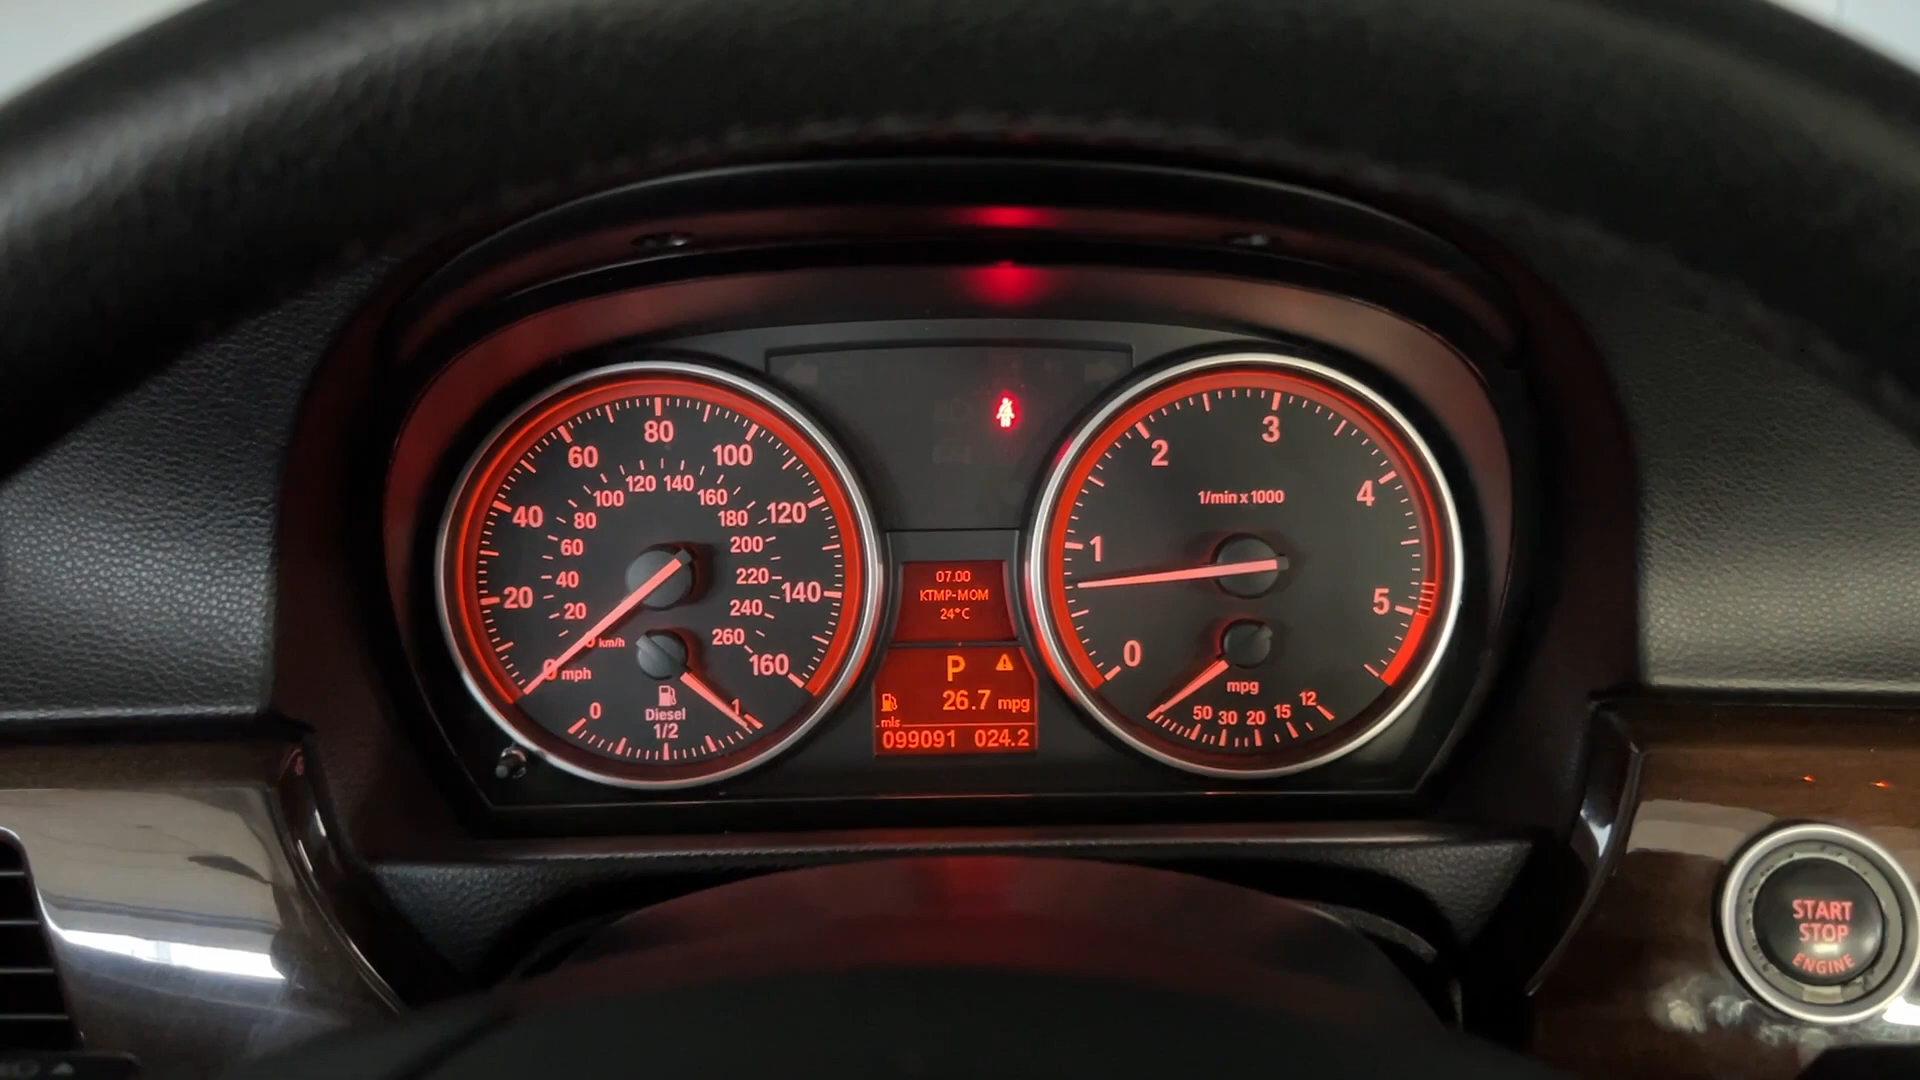 20
40
60
80
100
120
140
160
0 mph
20
40
60
80
100
120
140
160
180
200
220
240
260
km/h
0
1/2
1
Diesel
07.00
KTMP-MOM
24°C
P
26.7 mpg
mls
099091 024.2
0
1
2
3
4
5
1/min x 1000
mpg
50 30 20 15 12
START
STOP
ENGINE